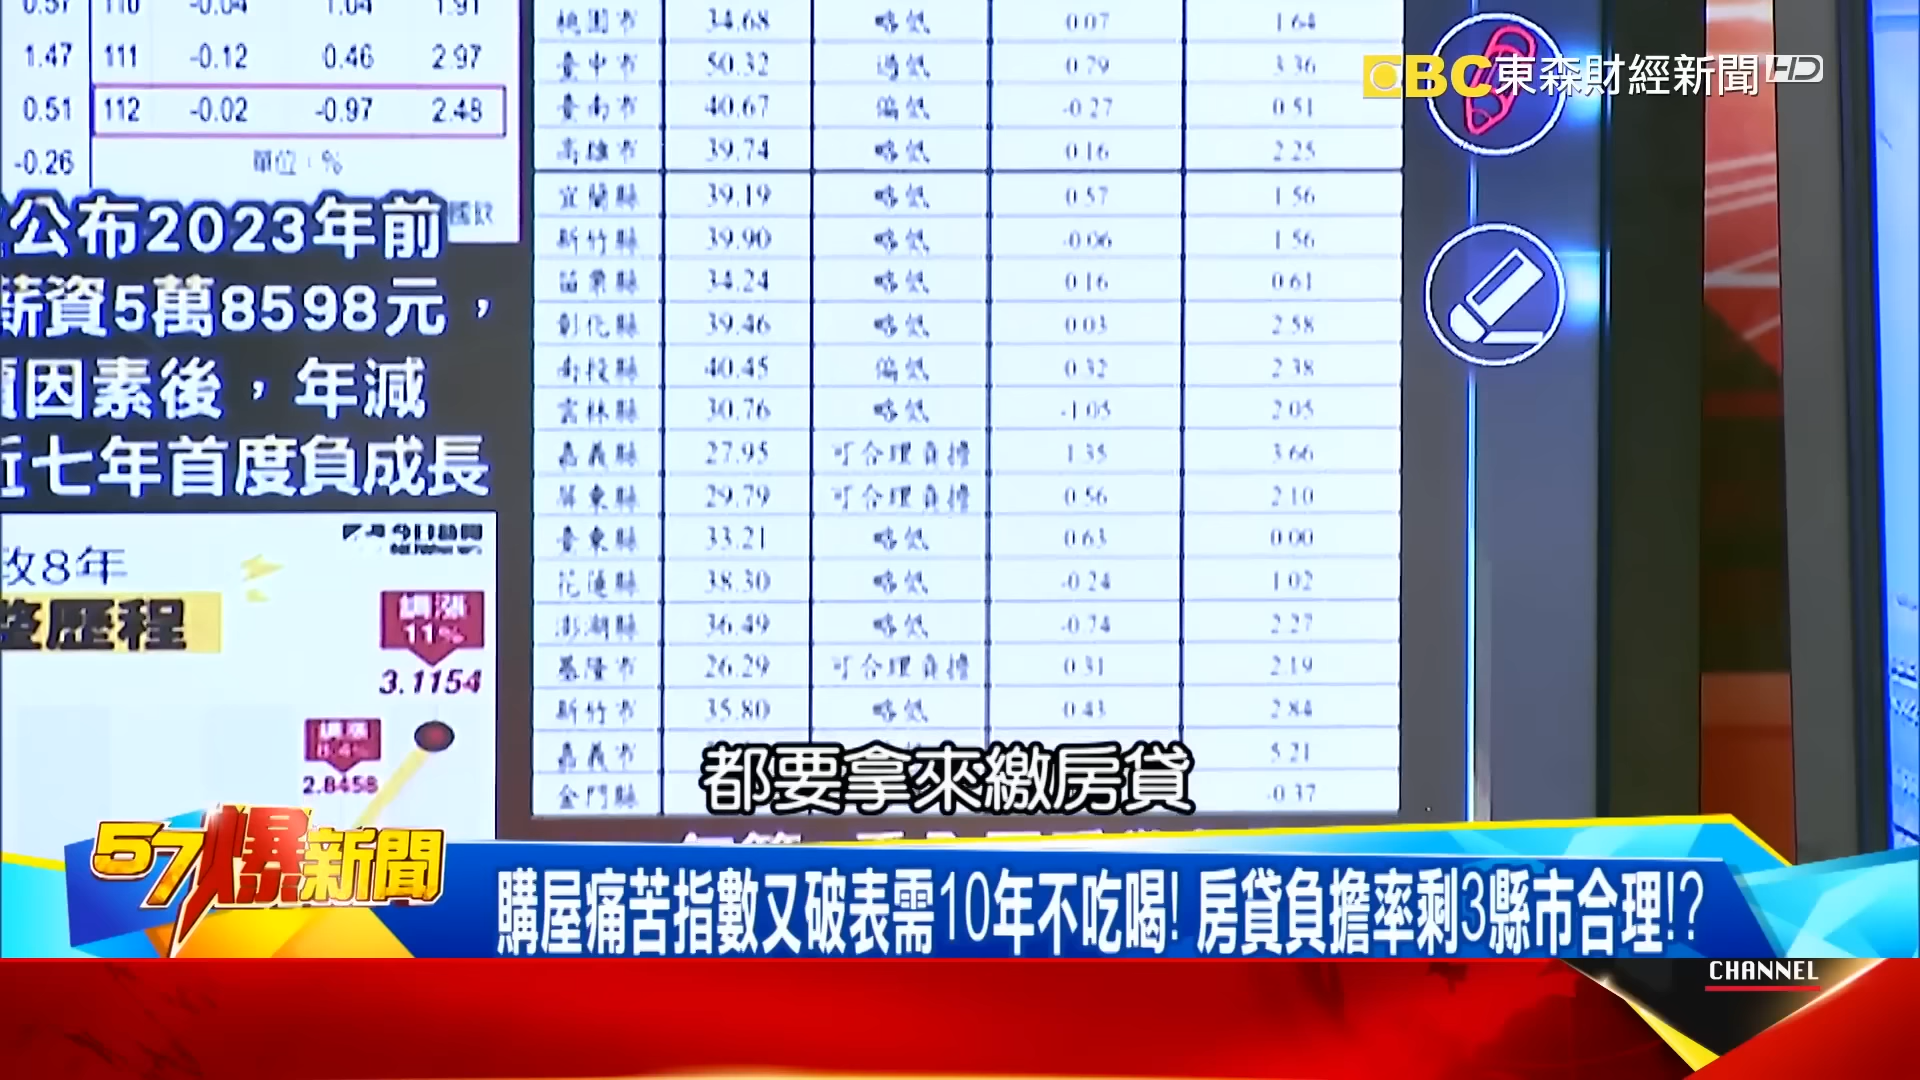 0.57 110 -0.04 1.04 1.91
1.47 111 -0.12 0.46 2.97
0.51 112 -0.02 -0.97 2.48
-0.26
單位：%
公布2023年前
薪資5萬8598元，
因素後，年減
近七年首度負成長
政8年
整歷程
調漲
11%
3.1154
調漲
8.4%
2.8458
桃園市 34.68 略低 0.07 1.64
臺中市 50.32 過低 0.79 3.36
臺南市 40.67 偏低 -0.27 0.51
高雄市 39.74 略低 0.16 2.25
宜蘭縣 39.19 略低 0.57 1.56
新竹縣 39.90 略低 -0.06 1.56
苗栗縣 34.24 略低 0.16 0.61
彰化縣 39.46 略低 0.03 2.58
南投縣 40.45 偏低 0.32 2.38
雲林縣 30.76 略低 -1.05 2.05
嘉義縣 27.95 可合理負擔 1.35 3.66
屏東縣 29.79 可合理負擔 0.56 2.10
臺東縣 33.21 略低 0.63 0.00
花蓮縣 38.30 略低 -0.24 1.02
澎湖縣 36.49 略低 -0.74 2.27
基隆市 26.29 可合理負擔 0.31 2.19
新竹市 35.80 略低 0.43 2.84
嘉義市 5.21
金門縣 -0.37
EBC東森財經新聞HD
都要拿來繳房貸
57爆新聞
購屋痛苦指數又破表需10年不吃喝! 房貸負擔率剩3縣市合理!?
CHANNEL